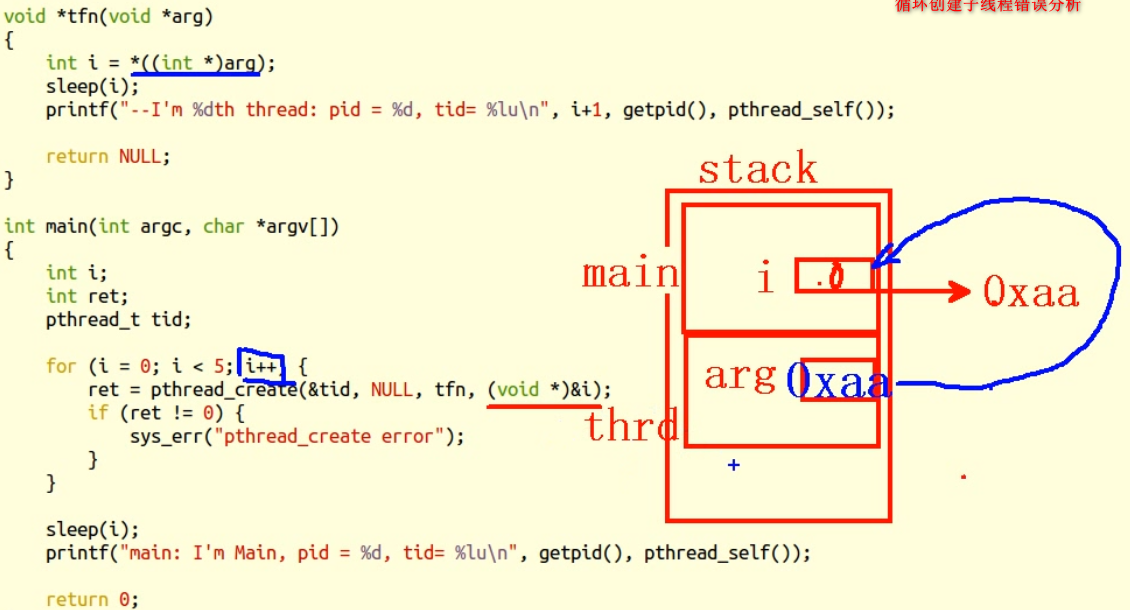 循环创建子线程错误分析
void *tfn(void *arg)
{
    int i = *((int *)arg);
    sleep(i);
    printf("--I'm %dth thread: pid = %d, tid= %lu\n", i+1, getpid(), pthread_self());
    return NULL;
}
int main(int argc, char *argv[])
{
    int i;
    int ret;
    pthread_t tid;
    for (i = 0; i < 5; i++) {
        ret = pthread_create(&tid, NULL, tfn, (void *)&i);
        if (ret != 0) {
            sys_err("pthread_create error");
        }
    }
    sleep(i);
    printf("main: I'm Main, pid = %d, tid= %lu\n", getpid(), pthread_self());
    return 0;
stack
main i 0 0xaa
arg 0xaa
thrd